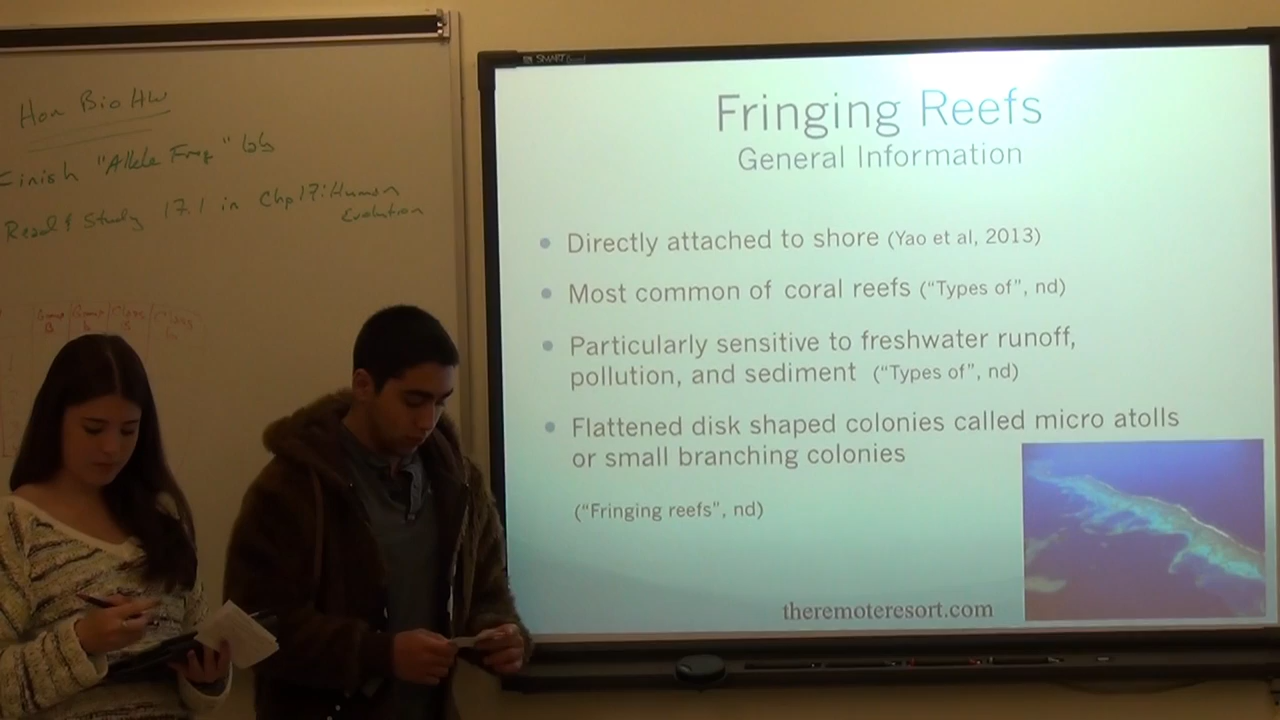 Hon Bio HW
Finish "Allele Freq" lab
Read & Study 17.1 in Chp 17: Human
Evolution
SMART
Fringing Reefs
General Information
• Directly attached to shore (Yao et al, 2013)
• Most common of coral reefs (“Types of”, nd)
• Particularly sensitive to freshwater runoff,
pollution, and sediment (“Types of”, nd)
• Flattened disk shaped colonies called micro atolls
or small branching colonies
(“Fringing reefs”, nd)
theremoteresort.com